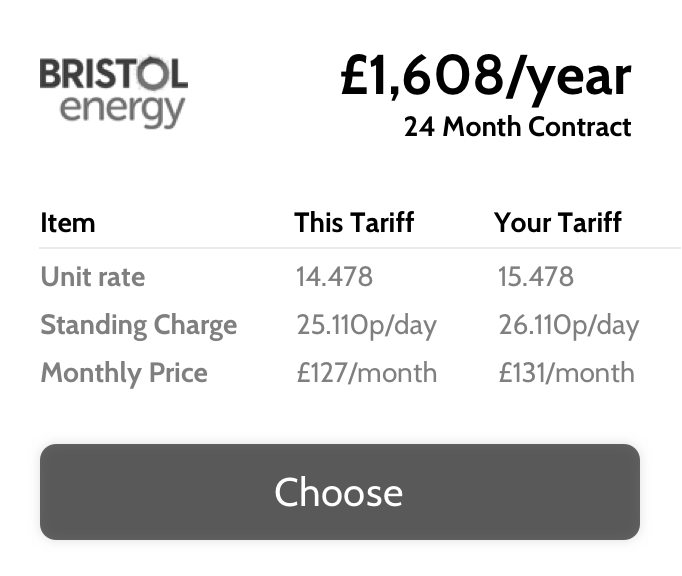 BRISTOL
energy
£1,608/year
24 Month Contract
Item This Tariff Your Tariff
Unit rate 14.478 15.478
Standing Charge 25.110p/day 26.110p/day
Monthly Price £127/month £131/month
Choose